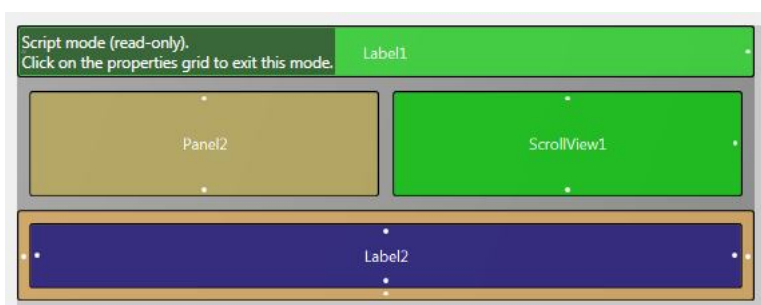 Script mode (read-only).
Click on the properties grid to exit this mode.
Label1
Panel2
ScrollView1
Label2